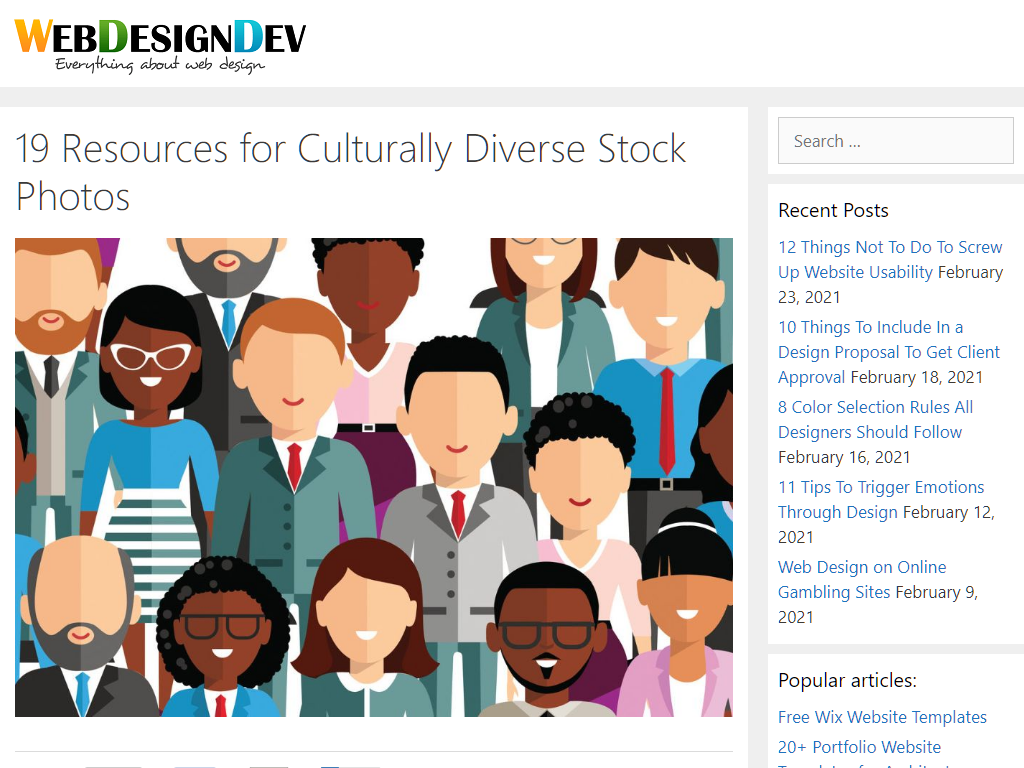 WEBDESIGNDEV
Everything about web design
19 Resources for Culturally Diverse Stock
Photos
Search ...
Recent Posts
12 Things Not To Do To Screw
Up Website Usability February
23, 2021
10 Things To Include In a
Design Proposal To Get Client
Approval February 18, 2021
8 Color Selection Rules All
Designers Should Follow
February 16, 2021
11 Tips To Trigger Emotions
Through Design February 12,
2021
Web Design on Online
Gambling Sites February 9,
2021
Popular articles:
Free Wix Website Templates
20+ Portfolio Website